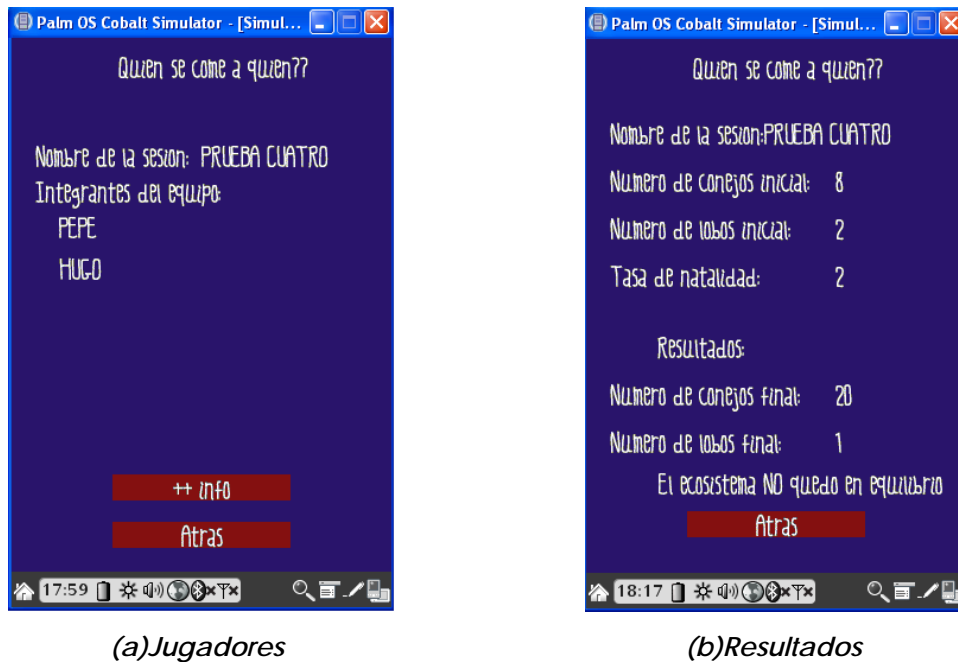 Palm OS Cobalt Simulator - [Simul...
Quien se come a quien??
Nombre de la sesion: PRUEBA CUATRO
Integrantes del equipo:
PEPE
HUGO
++ info
Atras
17:59
(a)Jugadores
Palm OS Cobalt Simulator - [Simul...
Quien se come a quien??
Nombre de la sesion:PRUEBA CUATRO
Numero de conejos inicial: 8
Numero de lobos inicial: 2
Tasa de natalidad: 2
Resultados:
Numero de conejos final: 20
Numero de lobos final: 1
El ecosistema NO quedo en equilibrio
Atras
18:17
(b)Resultados